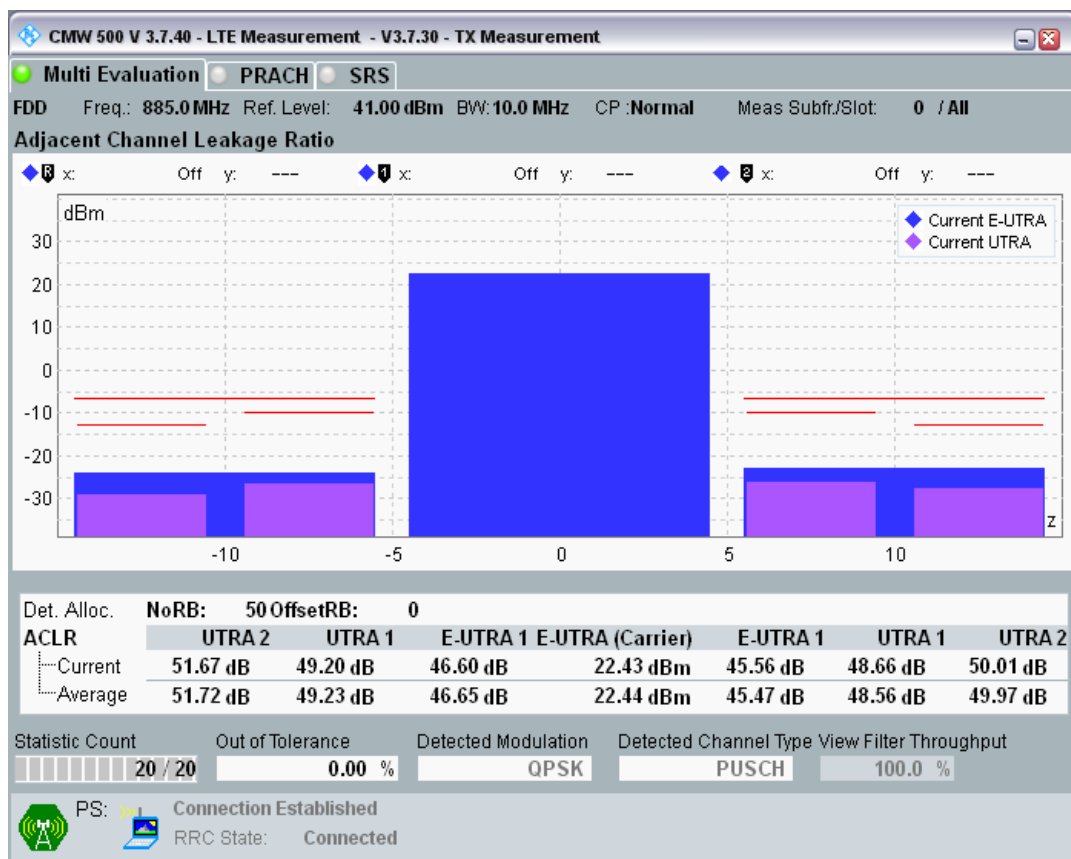 CMW 500 V 3.7.40 - LTE Measurement - V3.7.30 - TX Measurement
Multi Evaluation PRACH SRS
FDD Freq.: 885.0 MHz Ref. Level: 41.00 dBm BW: 10.0 MHz CP :Normal Meas Subfr./Slot: 0 / All
Adjacent Channel Leakage Ratio
R x: Off y: --- 1 x: Off y: --- 2 x: Off y: ---
dBm
Current E-UTRA
Current UTRA
30
20
10
0
-10
-20
-30
z
-10 -5 0 5 10
Det. Alloc. NoRB: 50 OffsetRB: 0
ACLR UTRA 2 UTRA 1 E-UTRA 1 E-UTRA (Carrier) E-UTRA 1 UTRA 1 UTRA 2
Current 51.67 dB 49.20 dB 46.60 dB 22.43 dBm 45.56 dB 48.66 dB 50.01 dB
Average 51.72 dB 49.23 dB 46.65 dB 22.44 dBm 45.47 dB 48.56 dB 49.97 dB
Statistic Count Out of Tolerance Detected Modulation Detected Channel Type View Filter Throughput
20 / 20 0.00 % QPSK PUSCH 100.0 %
PS: Connection Established
RRC State: Connected